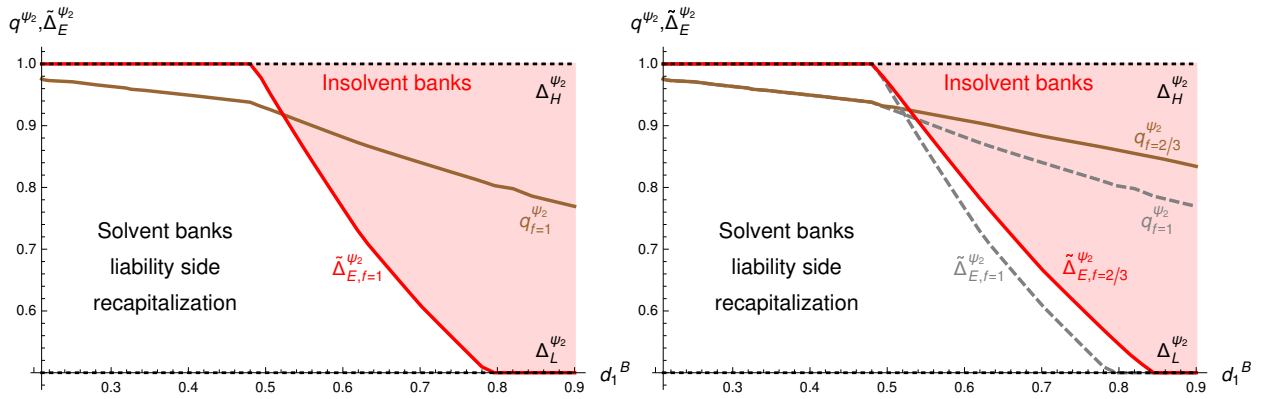 q^ψ₂, Δ̃_E^ψ₂
1.0
0.9
0.8
0.7
0.6
0.3
0.4
0.5
0.6
0.7
0.8
0.9
d₁^B
Insolvent banks
Δ_H^ψ₂
q_{f=1}^ψ₂
Solvent banks
liability side
recapitalization
Δ̃_{E,f=1}^ψ₂
Δ_L^ψ₂
q^ψ₂, Δ̃_E^ψ₂
1.0
0.9
0.8
0.7
0.6
0.3
0.4
0.5
0.6
0.7
0.8
0.9
d₁^B
Insolvent banks
Δ_H^ψ₂
q_{f=2/3}^ψ₂
q_{f=1}^ψ₂
Solvent banks
liability side
recapitalization
Δ̃_{E,f=1}^ψ₂
Δ̃_{E,f=2/3}^ψ₂
Δ_L^ψ₂